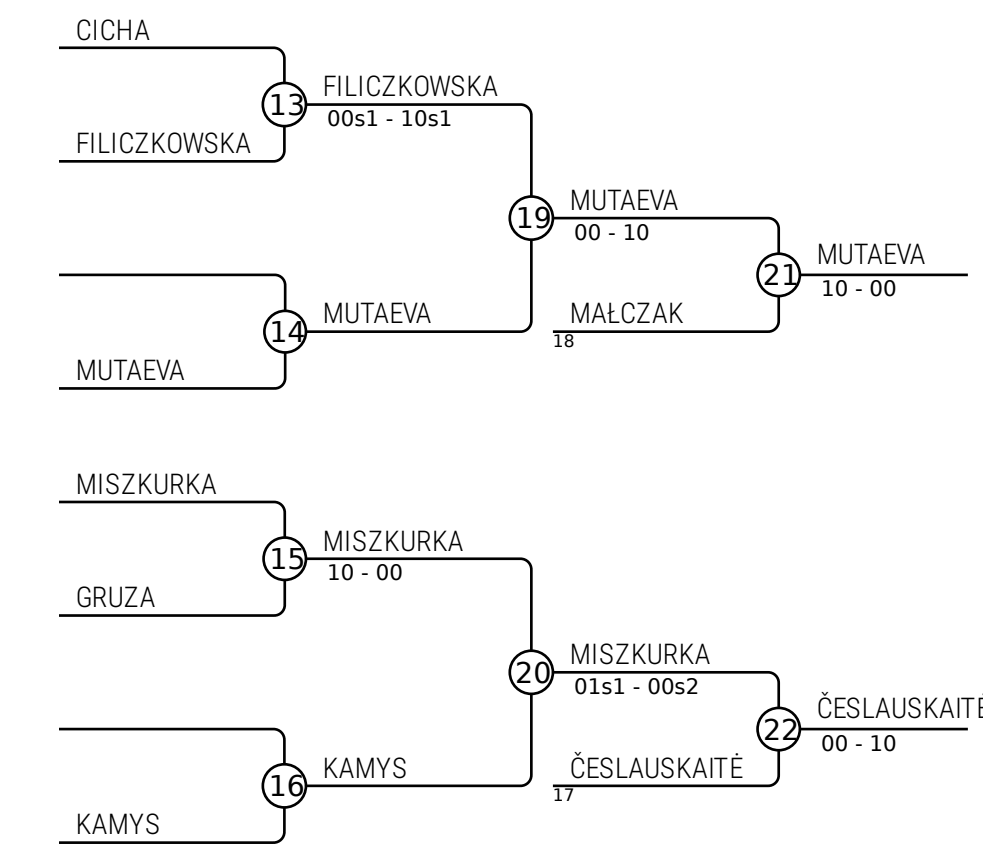 CICHA
13
FILICZKOWSKA
00s1 - 10s1
FILICZKOWSKA
19
MUTAEVA
00 - 10
21
MUTAEVA
10 - 00
14
MUTAEVA
MAŁCZAK
18
MUTAEVA
MISZKURKA
15
MISZKURKA
10 - 00
GRUZA
20
MISZKURKA
01s1 - 00s2
22
ČESLAUSKAITĖ
00 - 10
16
KAMYS
ČESLAUSKAITĖ
17
KAMYS